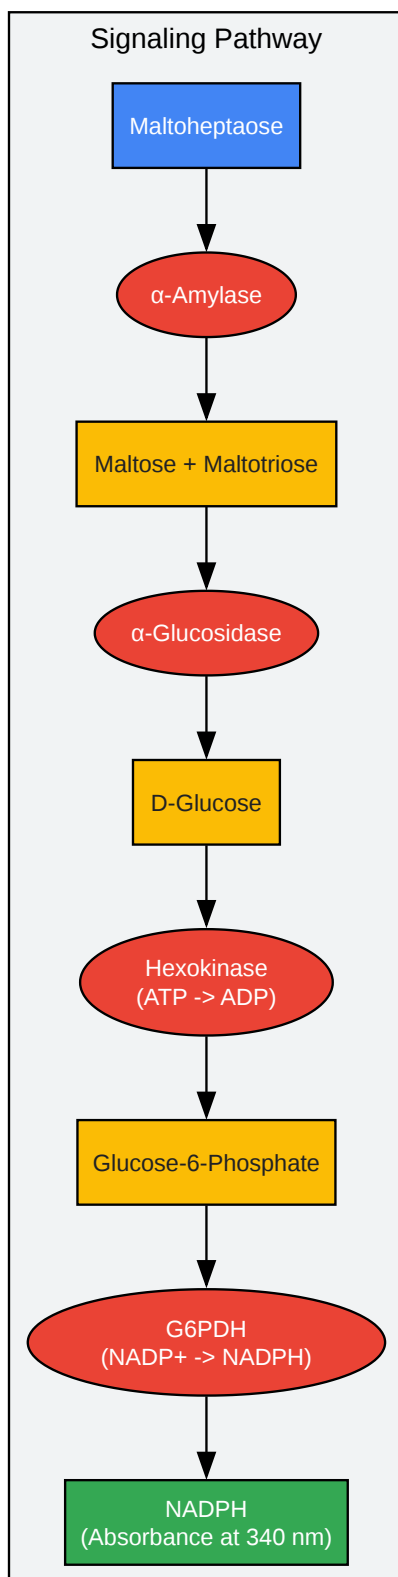 Signaling Pathway
Maltoheptaose
α-Amylase
Maltose + Maltotriose
α-Glucosidase
D-Glucose
Hexokinase
(ATP -> ADP)
Glucose-6-Phosphate
G6PDH
(NADP+ -> NADPH)
NADPH
(Absorbance at 340 nm)